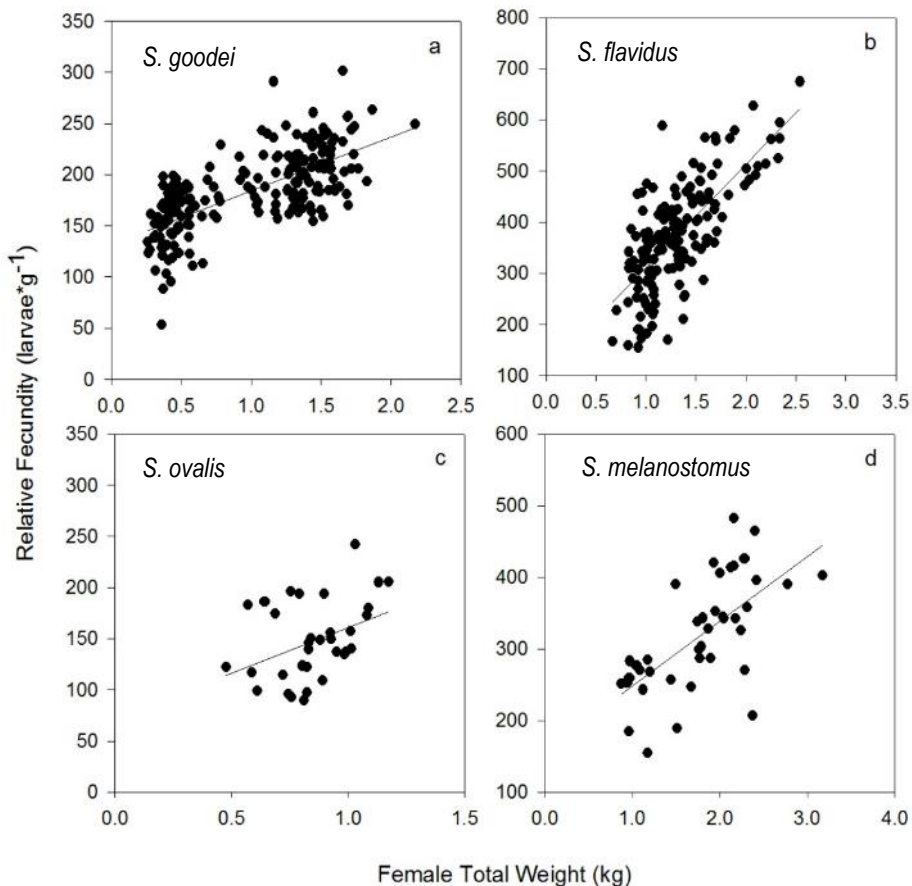 Relative Fecundity (larvae*g⁻¹)
S. goodei
a
350
300
250
200
150
100
50
0
0.0 0.5 1.0 1.5 2.0 2.5
S. flavidus
b
800
700
600
500
400
300
200
100
0.0 0.5 1.0 1.5 2.0 2.5 3.0 3.5
S. ovalis
c
350
300
250
200
150
100
50
0
0.0 0.5 1.0 1.5
S. melanostomus
d
600
500
400
300
200
100
0.0 1.0 2.0 3.0 4.0
Female Total Weight (kg)